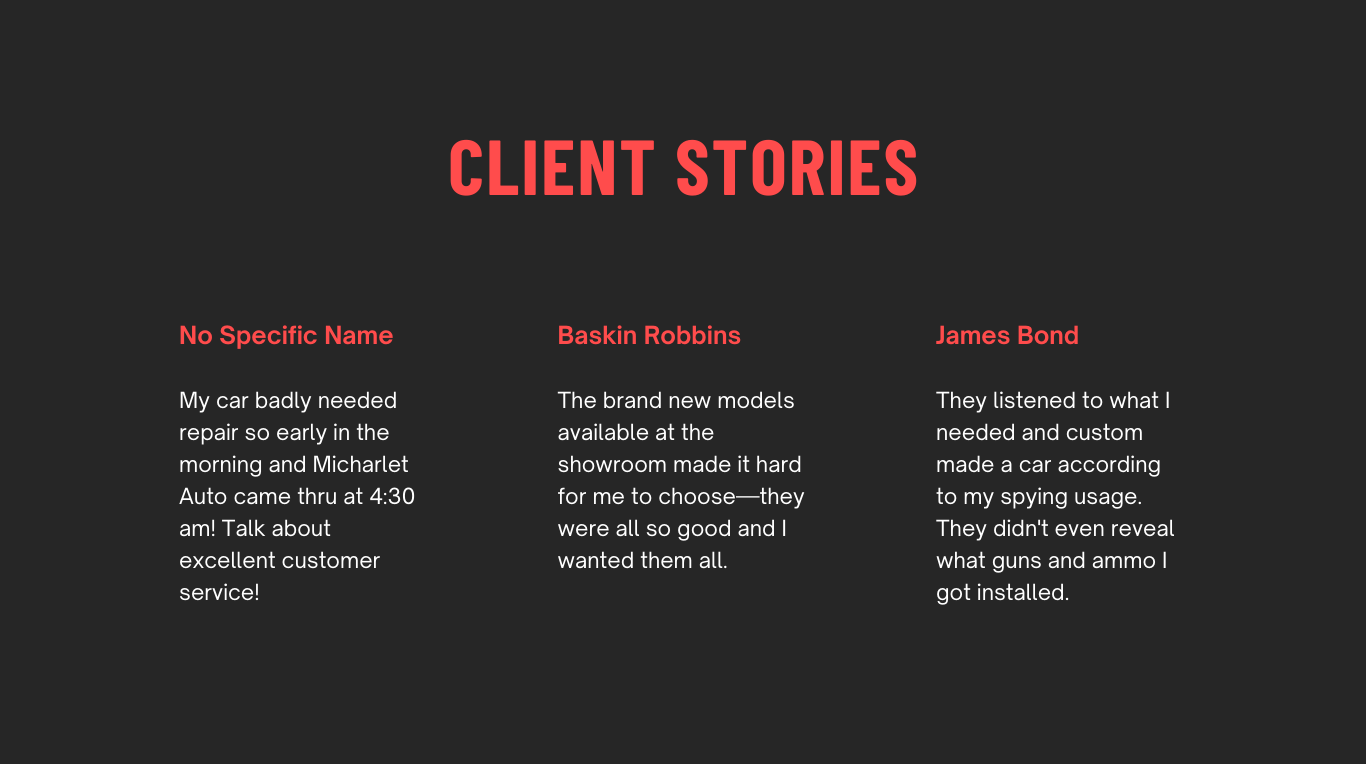 CLIENT STORIES
No Specific Name
My car badly needed
repair so early in the
morning and Micharlet
Auto came thru at 4:30
am! Talk about
excellent customer
service!
Baskin Robbins
The brand new models
available at the
showroom made it hard
for me to choose—they
were all so good and I
wanted them all.
James Bond
They listened to what I
needed and custom
made a car according
to my spying usage.
They didn't even reveal
what guns and ammo I
got installed.